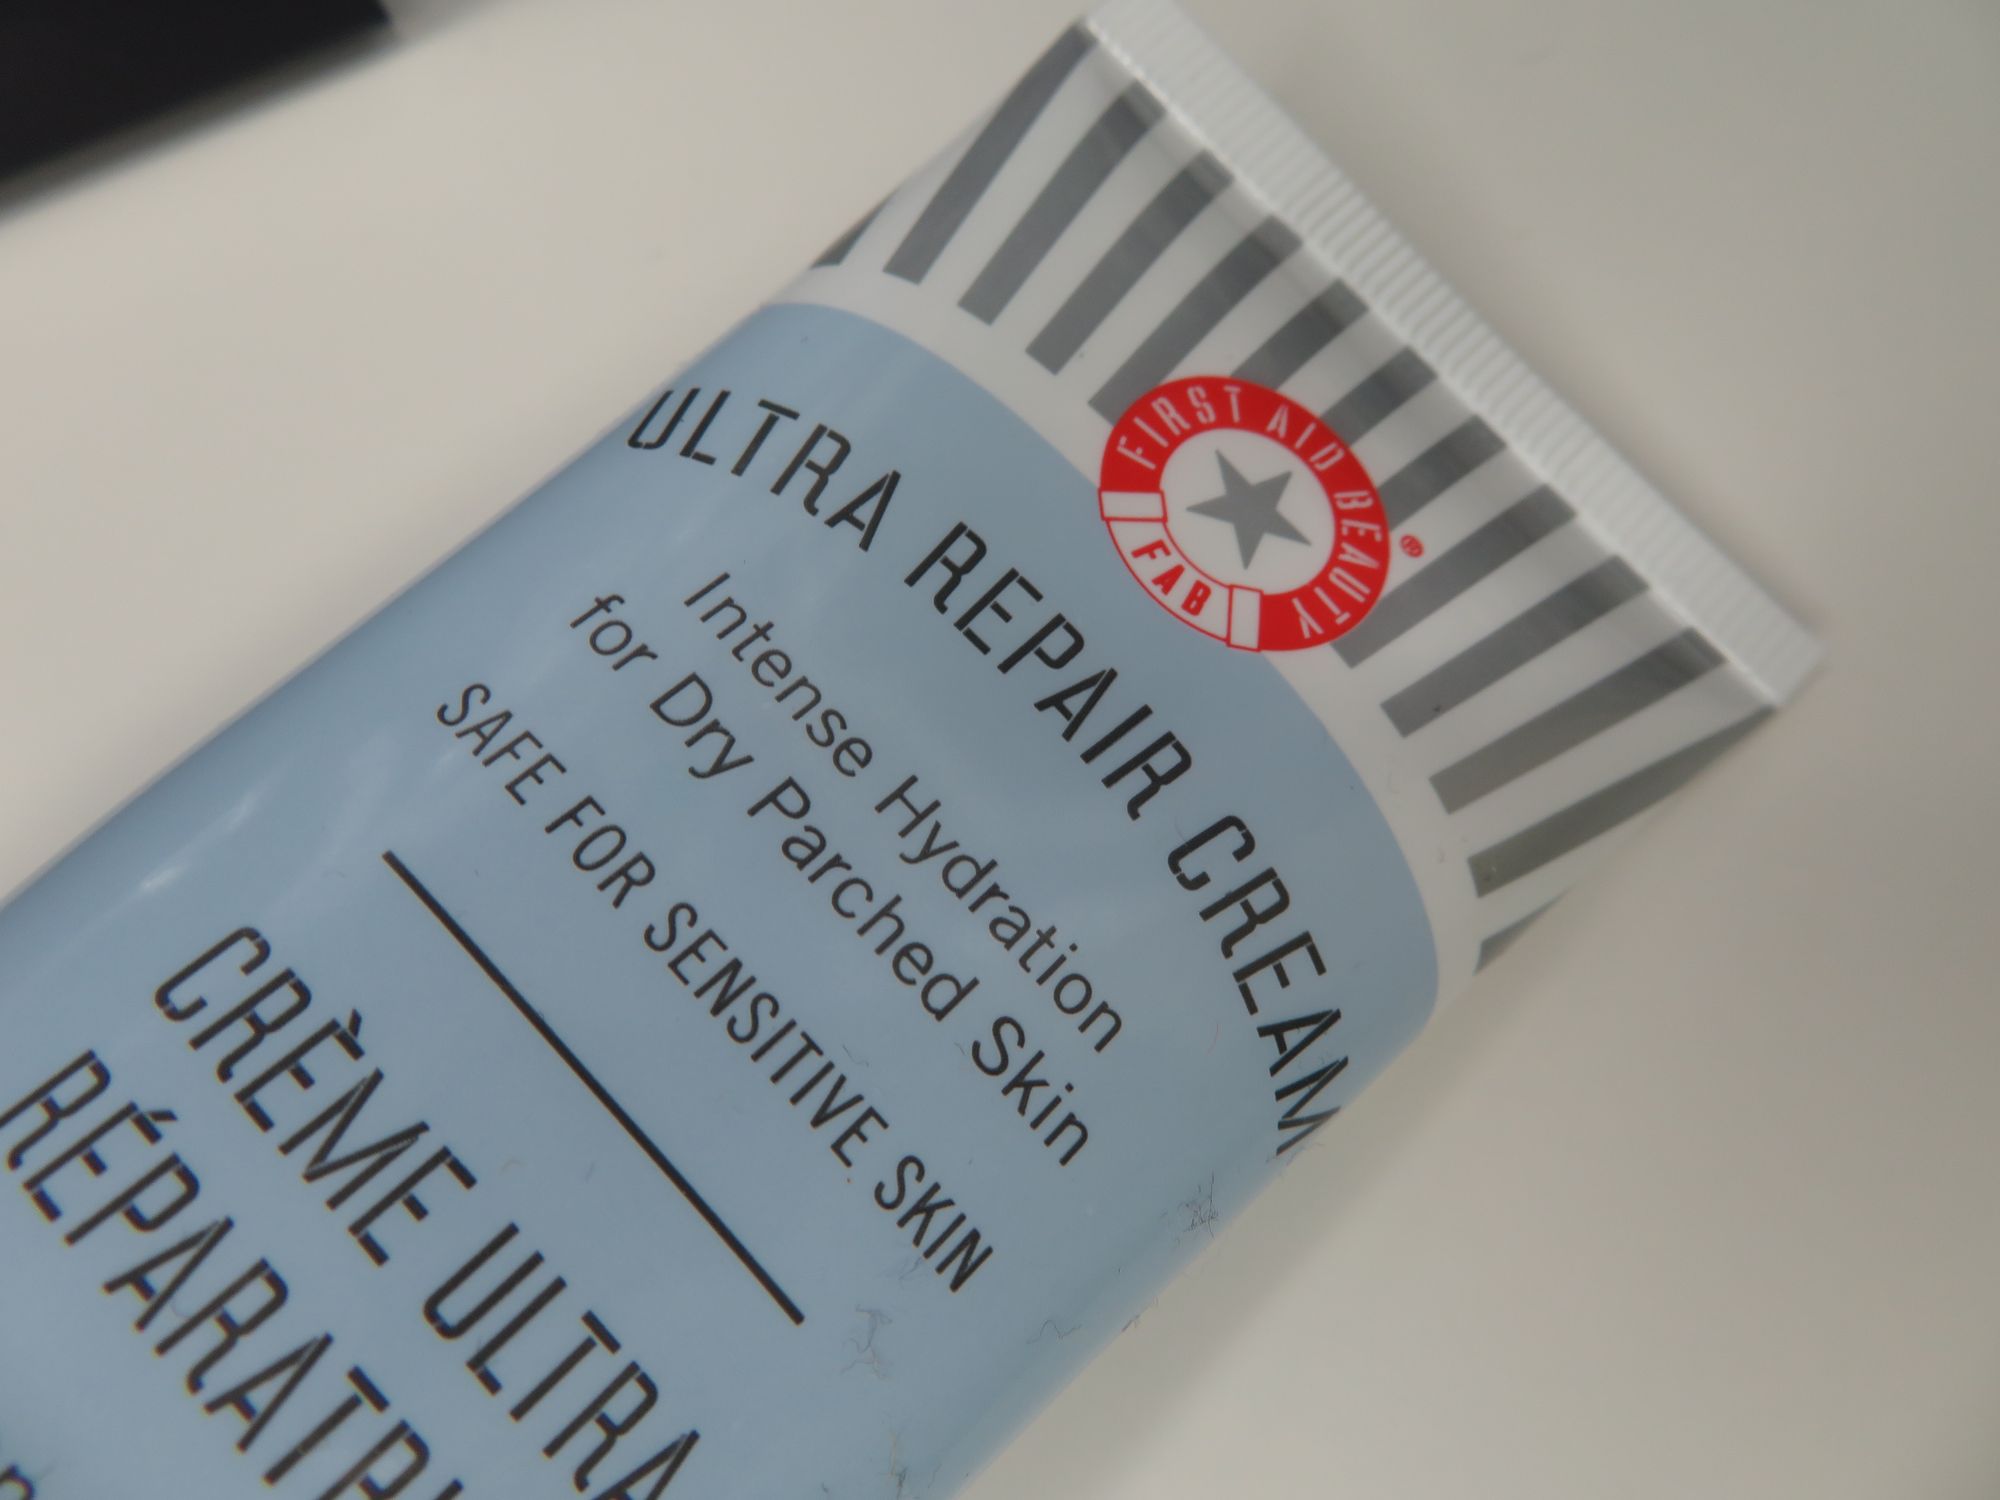 FIRST AID BEAUTY
FAB
®
ULTRA REPAIR CREAM
Intense Hydration
for Dry Parched Skin
SAFE FOR SENSITIVE SKIN
CRÈME ULTRA